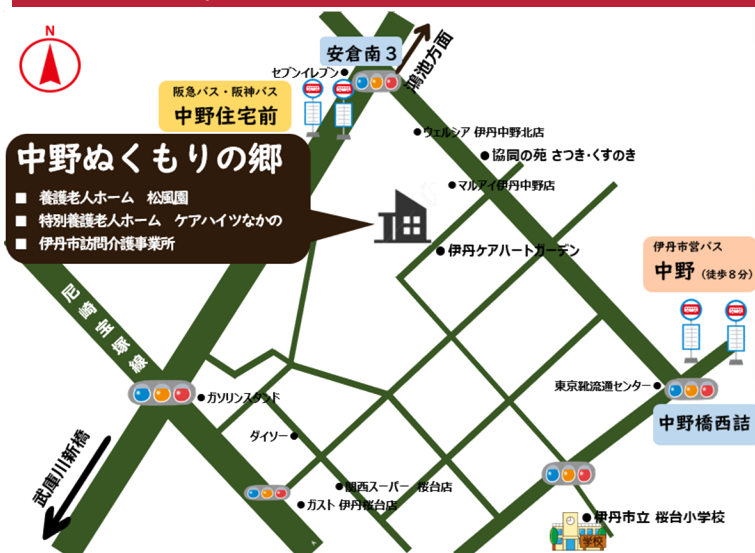 N
安倉南3
鴻池方面
セブンイレブン
阪急バス・阪神バス
中野住宅前
ウェルシア 伊丹中野北店
協同の苑 さつき・くすのき
マルアイ伊丹中野店
中野ぬくもりの郷
■ 養護老人ホーム 松風園
■ 特別養護老人ホーム ケアハイツなかの
■ 伊丹市訪問介護事業所
伊丹ケアハートガーデン
伊丹市営バス
中野（徒歩8分）
尼崎宝塚線
東京靴流通センター
ガソリンスタンド
中野橋西詰
ダイソー
武庫川新橋
関西スーパー 桜台店
ガスト 伊丹桜台店
伊丹市立 桜台小学校
学校